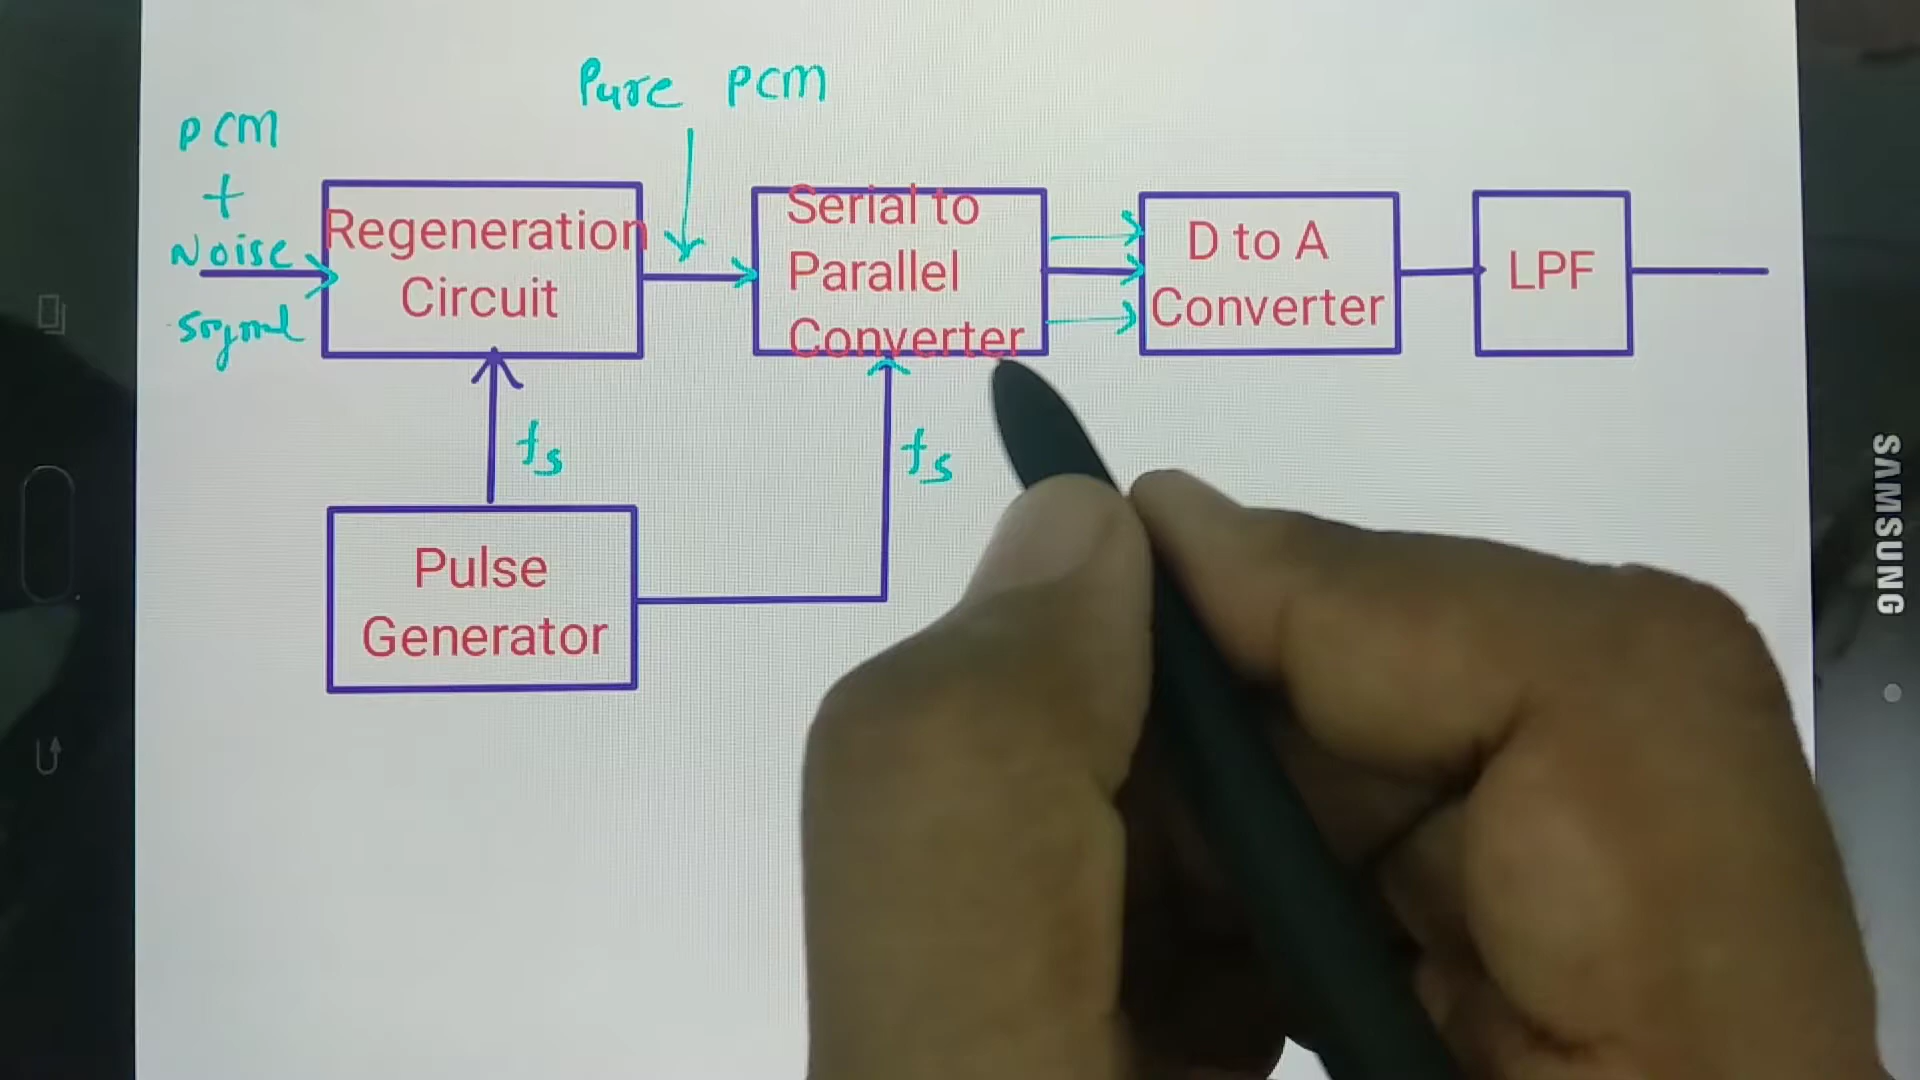 Pure PCM
PCM
+
Noise
Signal
Regeneration
Circuit
Serial to
Parallel
Converter
D to A
Converter
LPF
fs
fs
Pulse
Generator
SAMSUNG